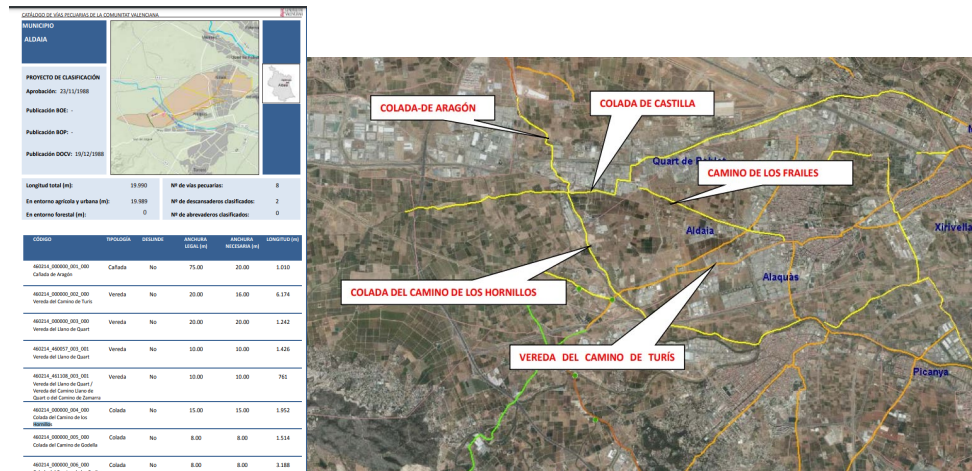 CATÁLOGO DE VÍAS PECUARIAS DE LA COMUNITAT VALENCIANA
MUNICIPIO
ALDAIA
PROYECTO DE CLASIFICACIÓN
Aprobación: 23/11/1988
Publicación BOE: -
Publicación BOP: -
Publicación DOCV: 19/12/1988
Longitud total (m): 19.990 Nº de vías pecuarias: 8
En entorno agrícola y urbana (m): 19.989 Nº de descansaderos clasificados: 2
En entorno forestal (m): 0 Nº de abrevaderos clasificados: 0
CÓDIGO TIPOLOGÍA DESLINDE ANCHURA LEGAL (m) ANCHURA NECESARIA (m) LONGITUD (m)
460214_000000_001_000 Cañada No 75.00 20.00 1.010
Cañada de Aragón
460214_000000_002_000 Vereda No 20.00 16.00 6.174
Vereda del Camino de Turis
460214_000000_003_000 Vereda No 20.00 20.00 1.242
Vereda del Llano de Quart
460214_460057_003_001 Vereda No 10.00 10.00 1.426
Vereda del Llano de Quart
460214_461108_003_001 Vereda No 10.00 10.00 761
Vereda del Llano de Quart /
Vereda del Camino Llano de
Quart o del Camino de Zamarra
460214_000000_004_000 Colada No 15.00 15.00 1.952
Colada del Camino de los
Hornillos
460214_000000_005_000 Colada No 8.00 8.00 1.514
Colada del Camino de Godella
460214_000000_006_000 Colada No 8.00 8.00 3.188
COLADA-DE ARAGÓN
COLADA DE CASTILLA
Quart de Poblet
CAMINO DE LOS FRAILES
Aldaia
Xirivella
Alaquàs
COLADA DEL CAMINO DE LOS HORNILLOS
VEREDA DEL CAMINO DE TURÍS
Picanya